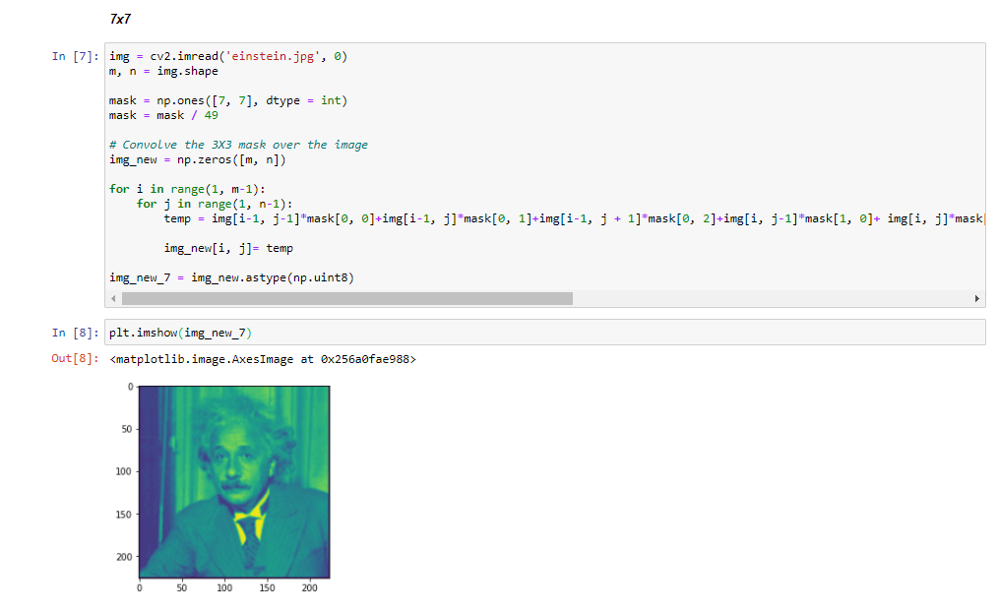 7x7
In [7]: img = cv2.imread('einstein.jpg', 0)
m, n = img.shape
mask = np.ones([7, 7], dtype = int)
mask = mask / 49
# Convolve the 3X3 mask over the image
img_new = np.zeros([m, n])
for i in range(1, m-1):
for j in range(1, n-1):
temp = img[i-1, j-1]*mask[0, 0]+img[i-1, j]*mask[0, 1]+img[i-1, j + 1]*mask[0, 2]+img[i, j-1]*mask[1, 0]+ img[i, j]*mask[
img_new[i, j]= temp
img_new_7 = img_new.astype(np.uint8)
In [8]: plt.imshow(img_new_7)
Out[8]: <matplotlib.image.AxesImage at 0x256a0fae988>
0
50
100
150
200
0 50 100 150 200